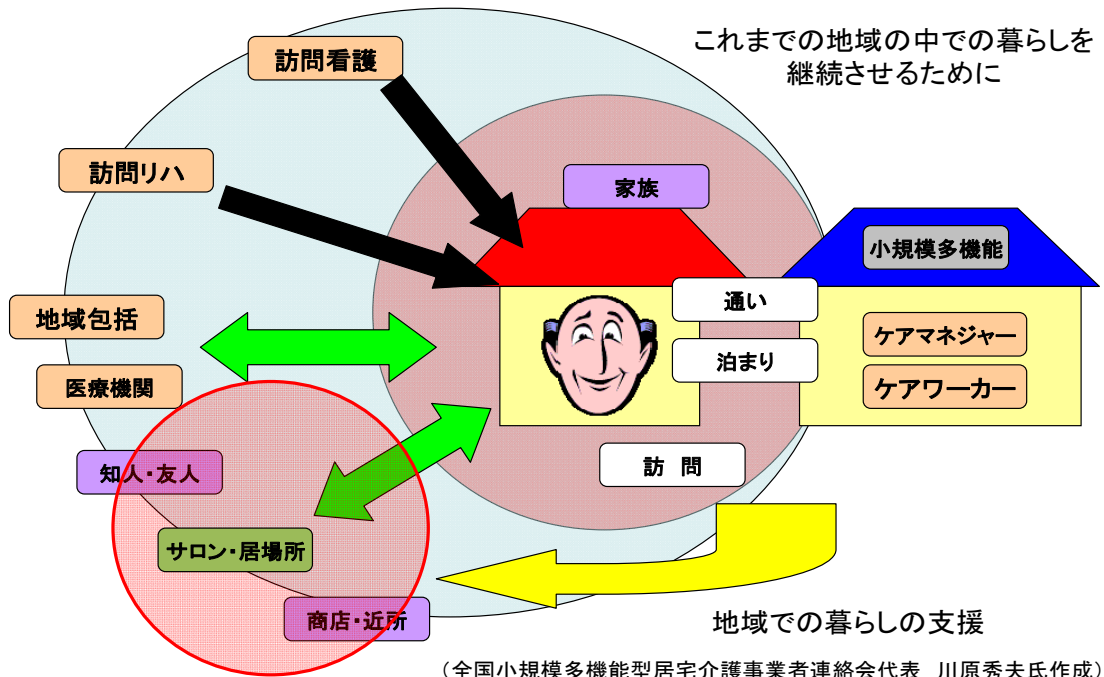 これまでの地域の中での暮らしを
継続させるために
訪問看護
訪問リハ
家族
小規模多機能
通い
地域包括
ケアマネジャー
泊まり
医療機関
ケアワーカー
知人・友人
訪 問
サロン・居場所
商店・近所
地域での暮らしの支援
(全国小規模多機能型居宅介護事業者連絡会代表 川原秀夫氏作成)